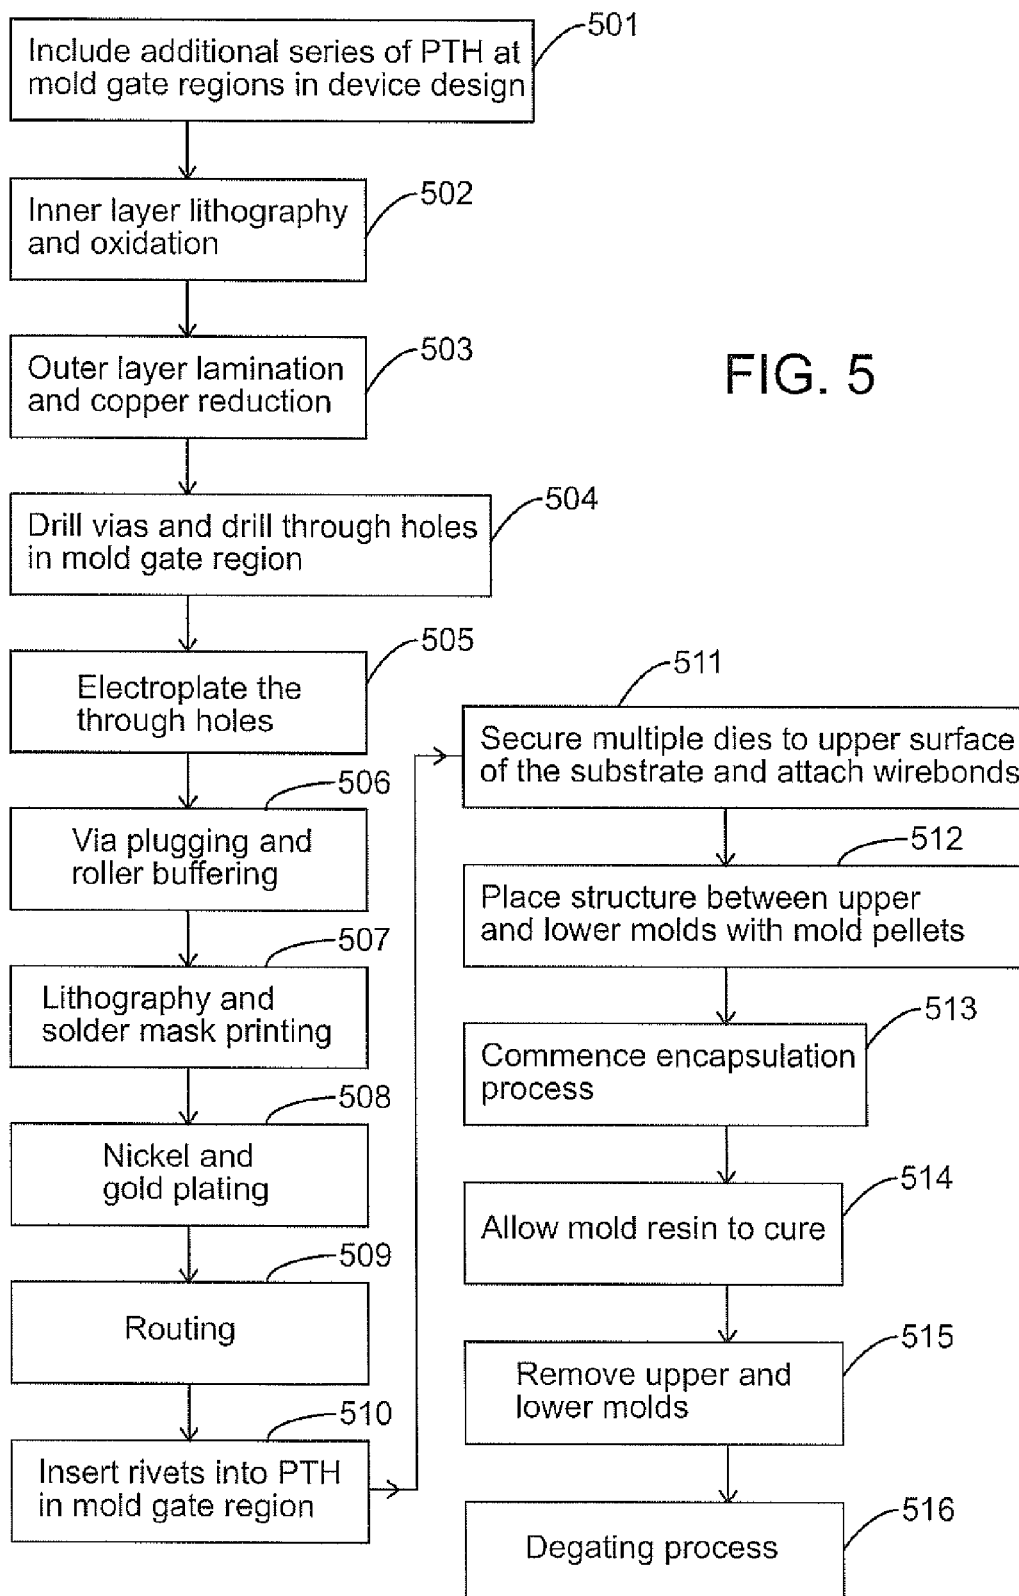 501
Include additional series of PTH at
mold gate regions in device design
502
Inner layer lithography
and oxidation
503
Outer layer lamination
and copper reduction
FIG. 5
504
Drill vias and drill through holes
in mold gate region
505
Electroplate the
through holes
506
Via plugging and
roller buffering
507
Lithography and
solder mask printing
508
Nickel and
gold plating
509
Routing
510
Insert rivets into PTH
in mold gate region
511
Secure multiple dies to upper surface
of the substrate and attach wirebonds
512
Place structure between upper
and lower molds with mold pellets
513
Commence encapsulation
process
514
Allow mold resin to cure
515
Remove upper and
lower molds
516
Degating process